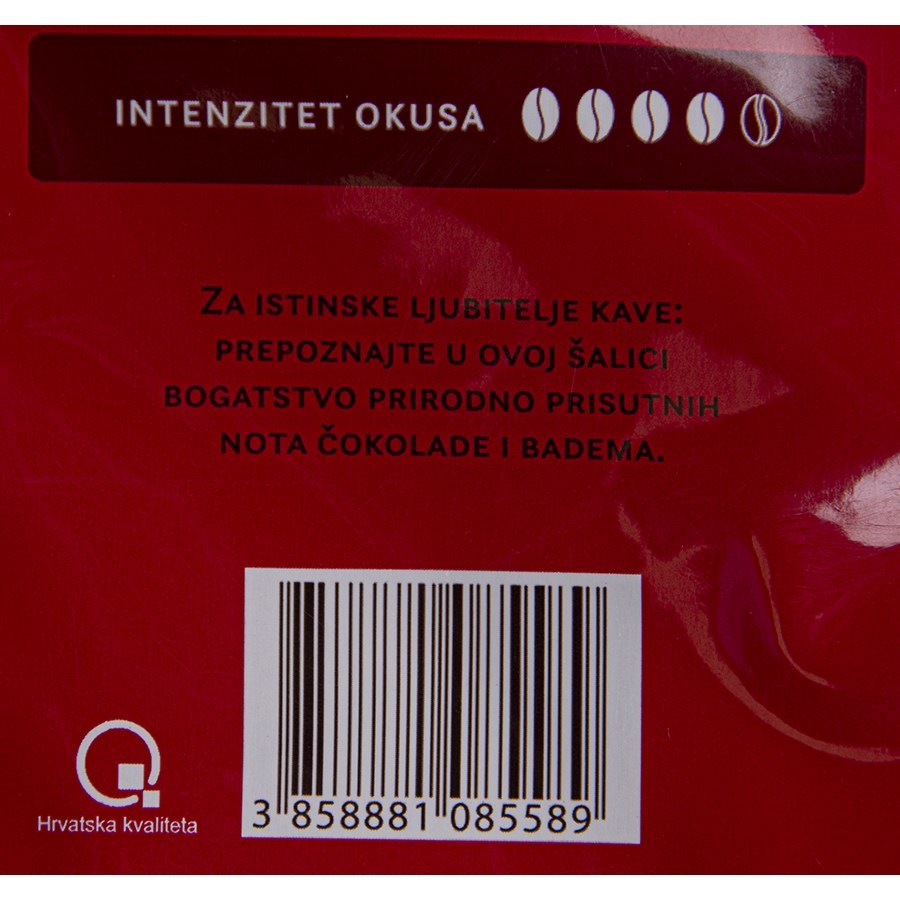 INTENZITET OKUSA
ZA ISTINSKE LJUBITELJE KAVE:
PREPOZNAJTE U OVOJ ŠALICI
BOGATSTVO PRIRODNO PRISUTNIH
NOTA ČOKOLADE I BADEMA.
Hrvatska kvaliteta
3 858881 085589